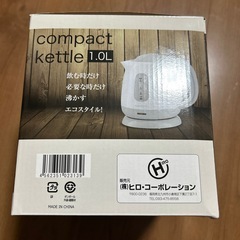 compact
kettle 1.0L
飲む時だけ
必要な時だけ
沸かす
エコスタイル!
販売元
(株)ヒロ・コーポレーション
MADE IN CHINA